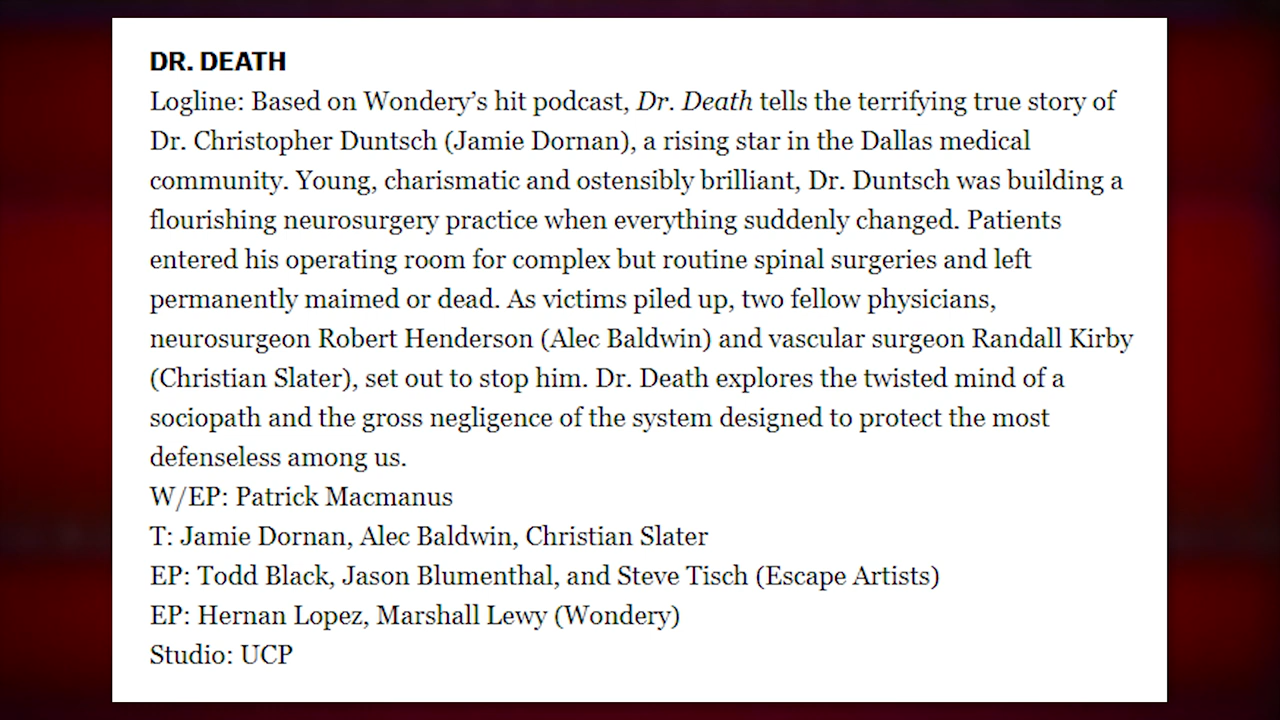 DR. DEATH
Logline: Based on Wondery's hit podcast, Dr. Death tells the terrifying true story of
Dr. Christopher Duntsch (Jamie Dornan), a rising star in the Dallas medical
community. Young, charismatic and ostensibly brilliant, Dr. Duntsch was building a
flourishing neurosurgery practice when everything suddenly changed. Patients
entered his operating room for complex but routine spinal surgeries and left
permanently maimed or dead. As victims piled up, two fellow physicians,
neurosurgeon Robert Henderson (Alec Baldwin) and vascular surgeon Randall Kirby
(Christian Slater), set out to stop him. Dr. Death explores the twisted mind of a
sociopath and the gross negligence of the system designed to protect the most
defenseless among us.
W/EP: Patrick Macmanus
T: Jamie Dornan, Alec Baldwin, Christian Slater
EP: Todd Black, Jason Blumenthal, and Steve Tisch (Escape Artists)
EP: Hernan Lopez, Marshall Lewy (Wondery)
Studio: UCP